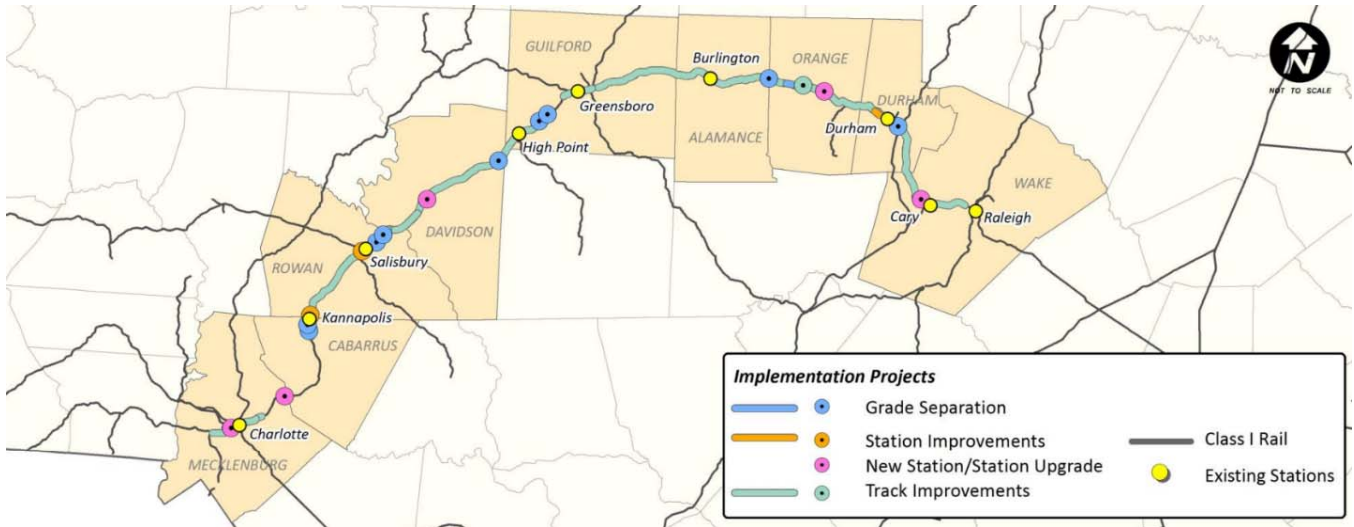 GUILFORD
Burlington
ORANGE
N
NOT TO SCALE
Greensboro
DURHAM
Durham
High Point
ALAMANCE
WAKE
Cary
Raleigh
DAVIDSON
Salisbury
ROWAN
Kannapolis
CABARRUS
Charlotte
MECKLENBURG
Implementation Projects
Grade Separation
Station Improvements
New Station/Station Upgrade
Track Improvements
Class I Rail
Existing Stations